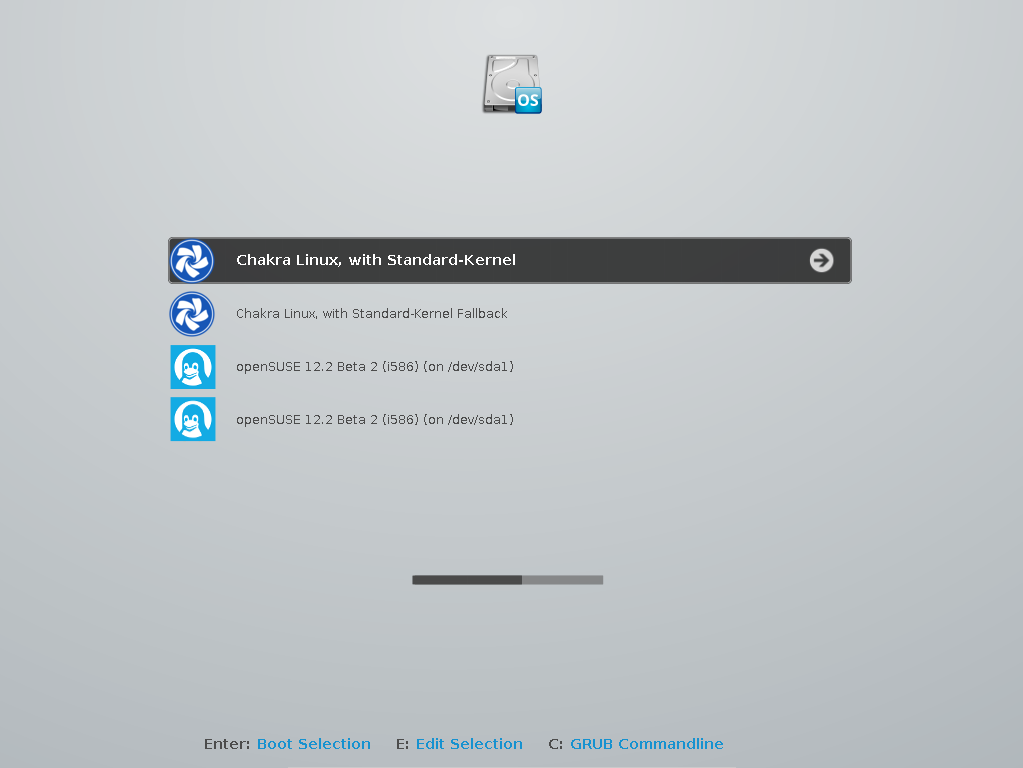 OS
Chakra Linux, with Standard-Kernel
Chakra Linux, with Standard-Kernel Fallback
openSUSE 12.2 Beta 2 (i586) (on /dev/sda1)
openSUSE 12.2 Beta 2 (i586) (on /dev/sda1)
Enter: Boot Selection E: Edit Selection C: GRUB Commandline